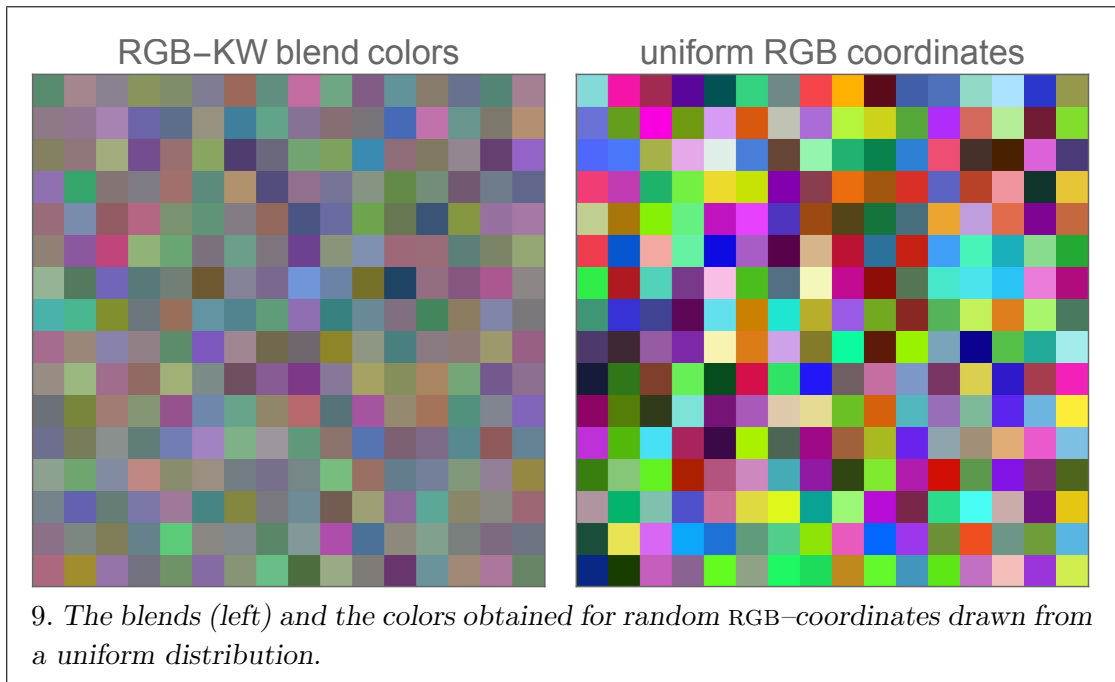 RGB–KW blend colors
uniform RGB coordinates
9. The blends (left) and the colors obtained for random RGB–coordinates drawn from
a uniform distribution.